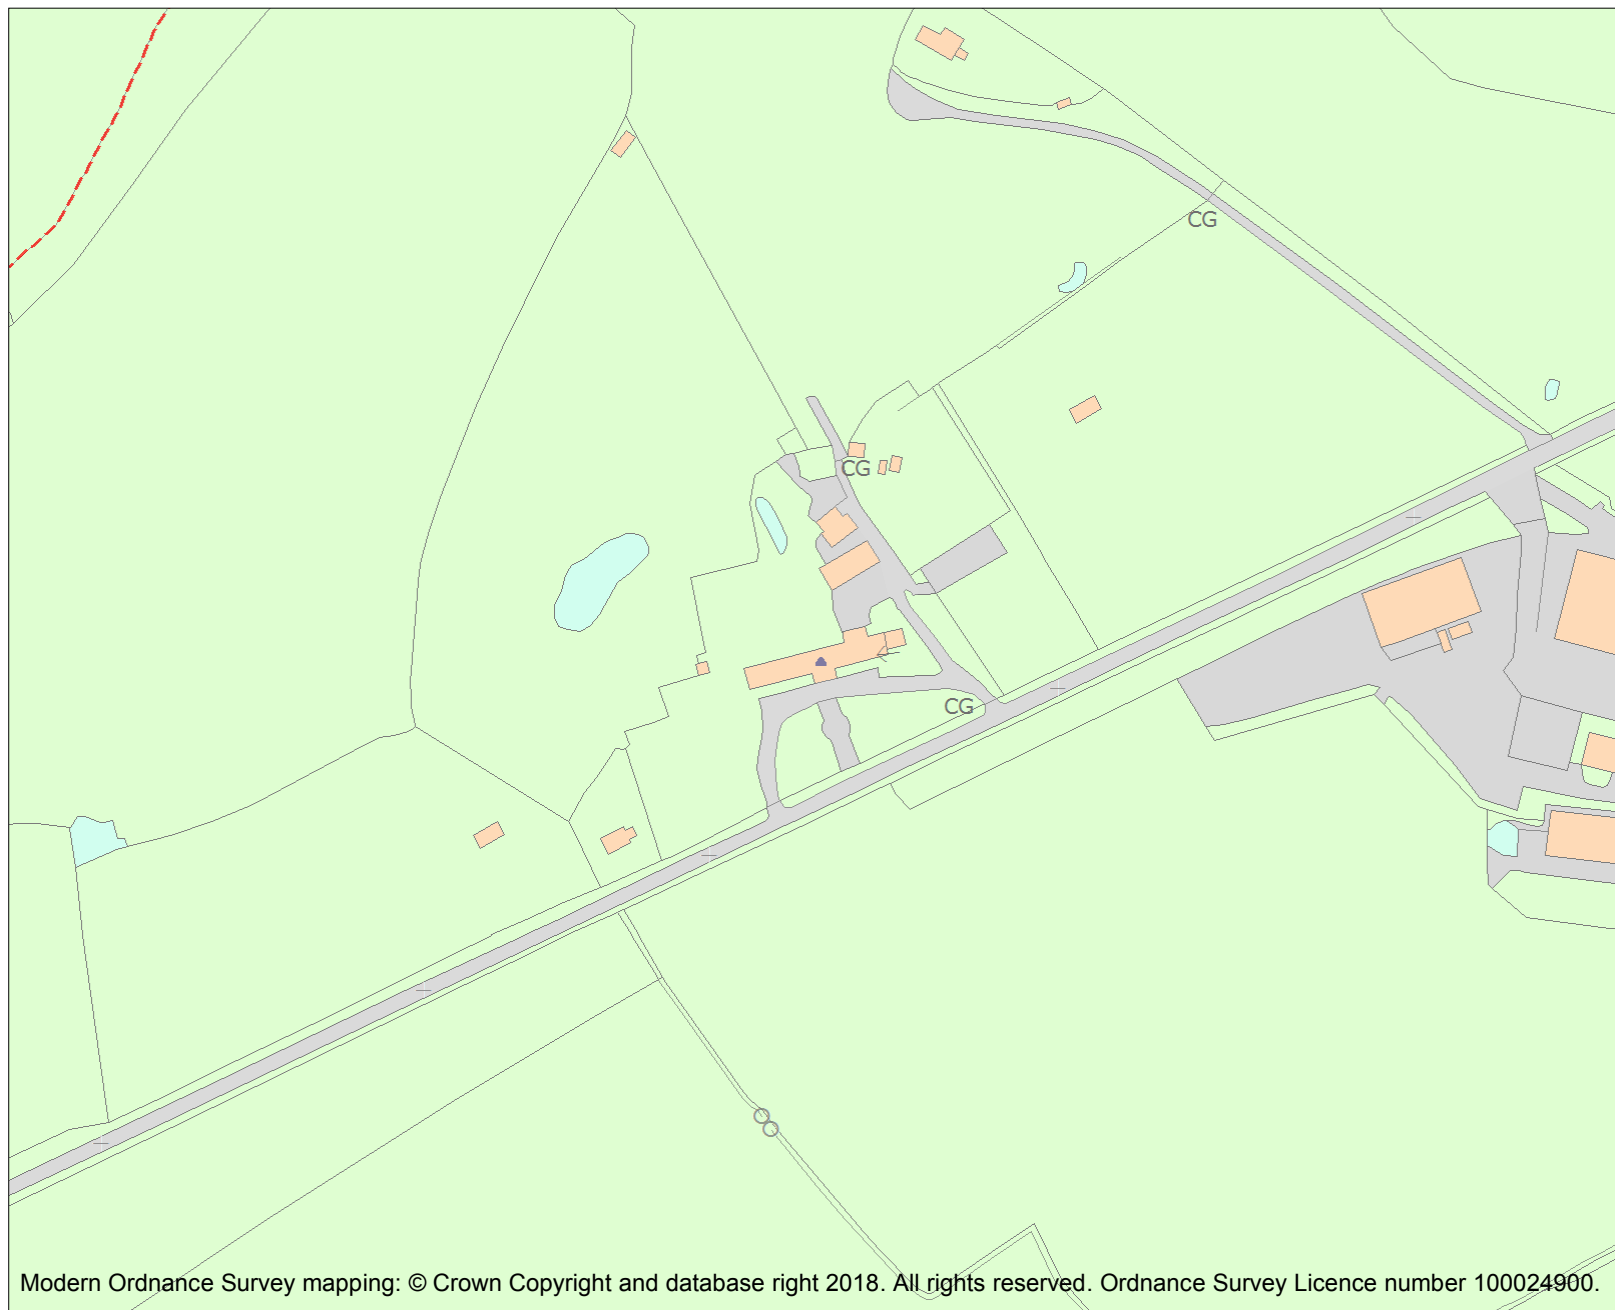 CG
CG
CG
Modern Ordnance Survey mapping: © Crown Copyright and database right 2018. All rights reserved. Ordnance Survey Licence number 100024900.